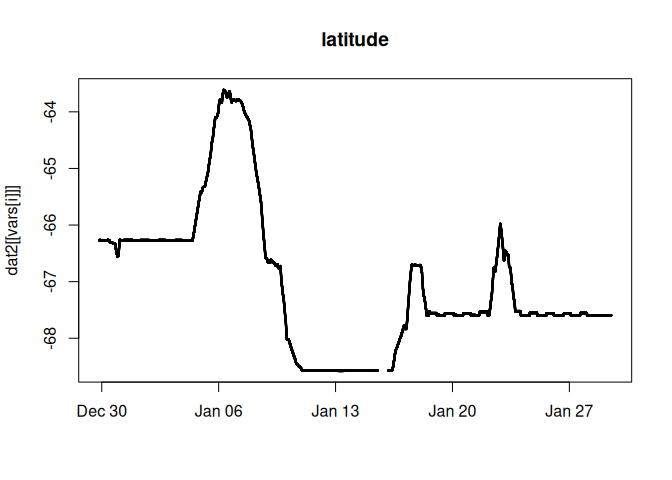 latitude
dat2[[vars[i]]]
-64
-65
-66
-67
-68
Dec 30
Jan 06
Jan 13
Jan 20
Jan 27